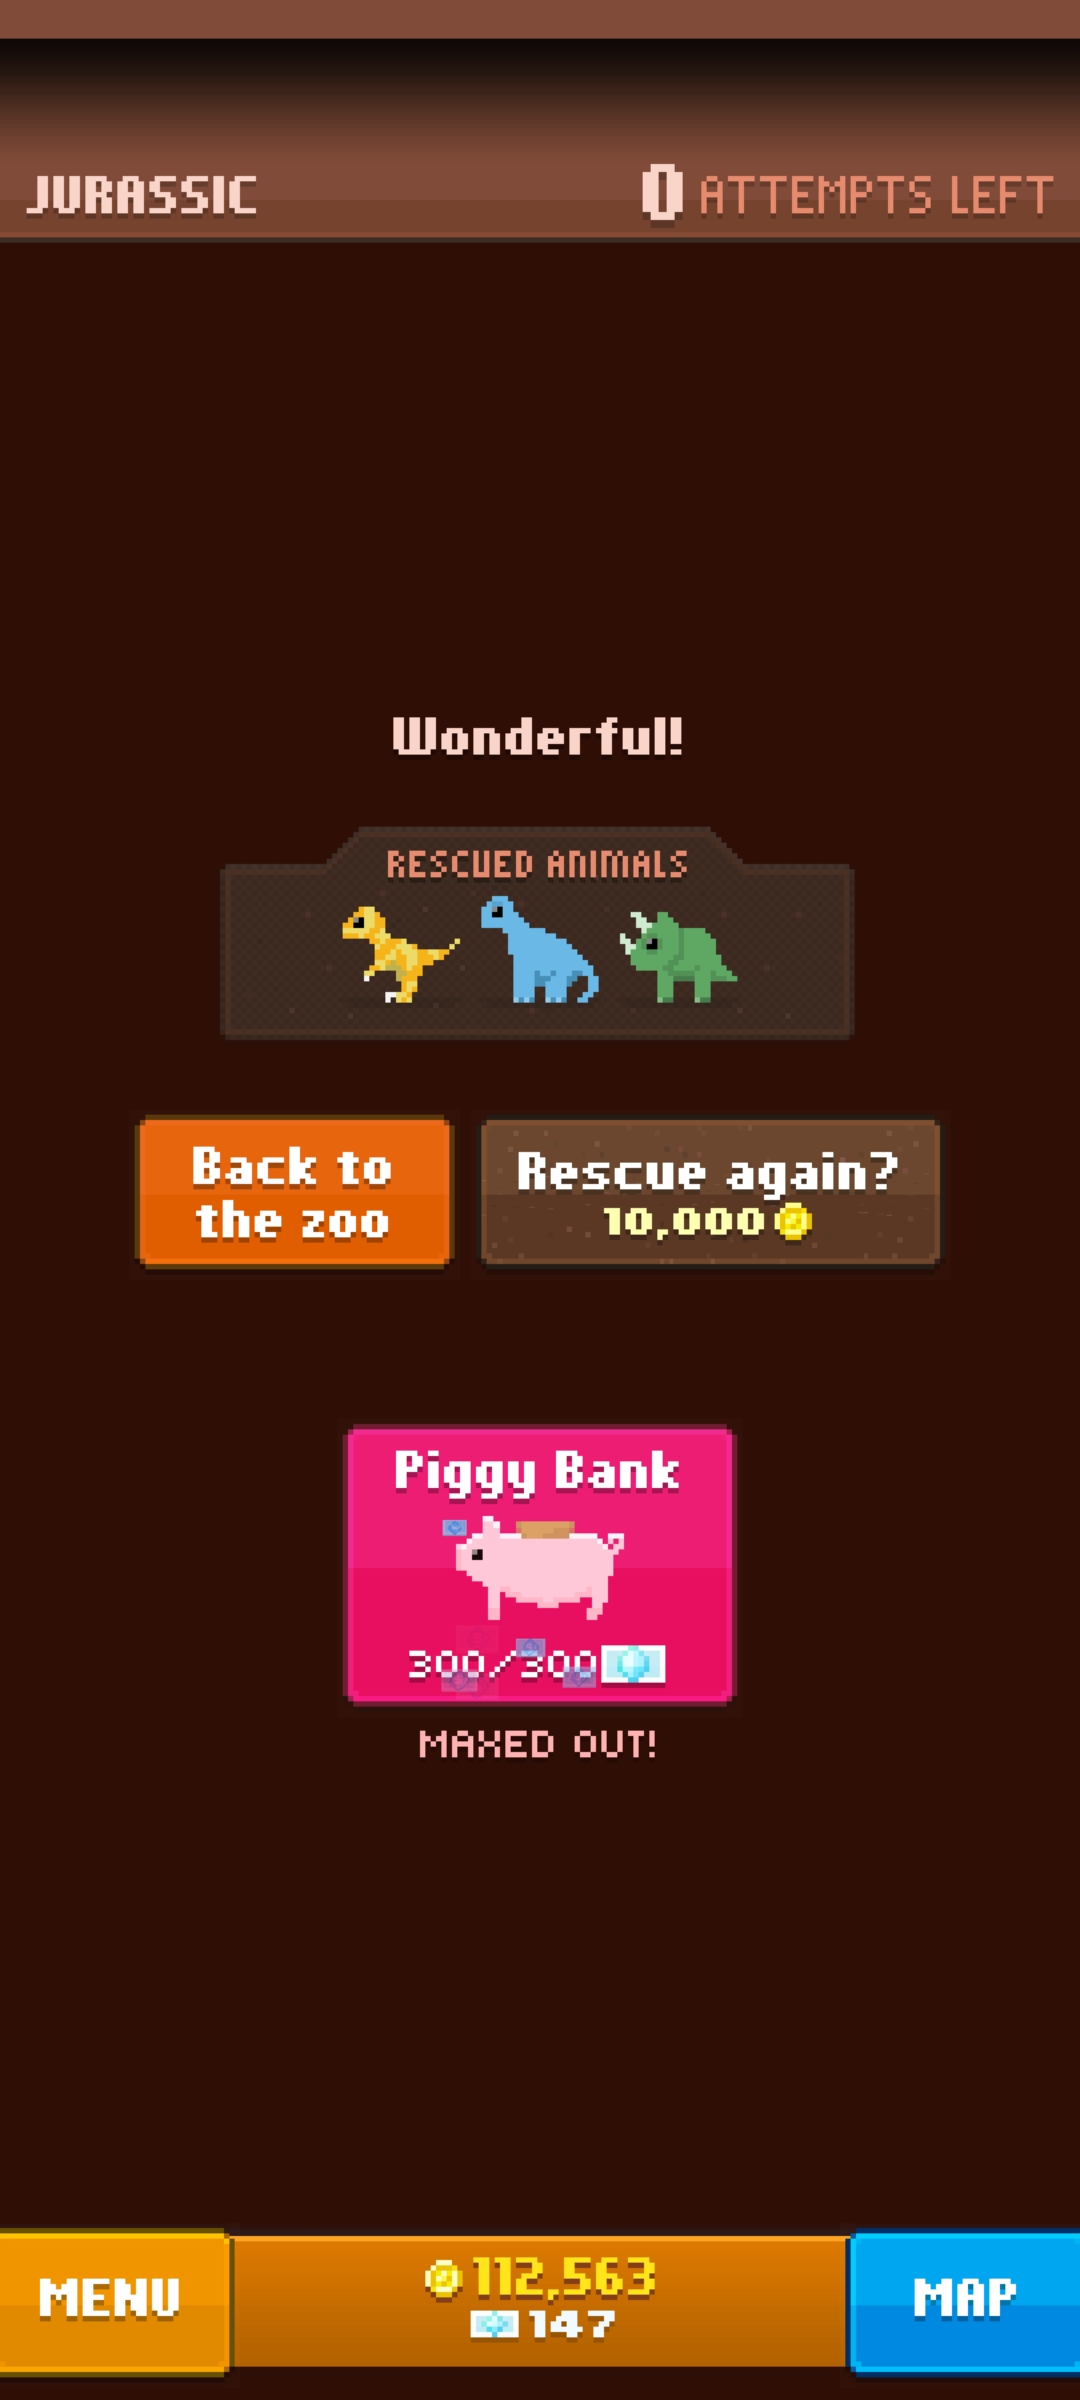 JURASSIC
0 ATTEMPTS LEFT
Wonderful!
RESCUED ANIMALS
Back to
the zoo
Rescue again?
10,000
Piggy Bank
300/300
MAXED OUT!
MENU
112,563
147
MAP